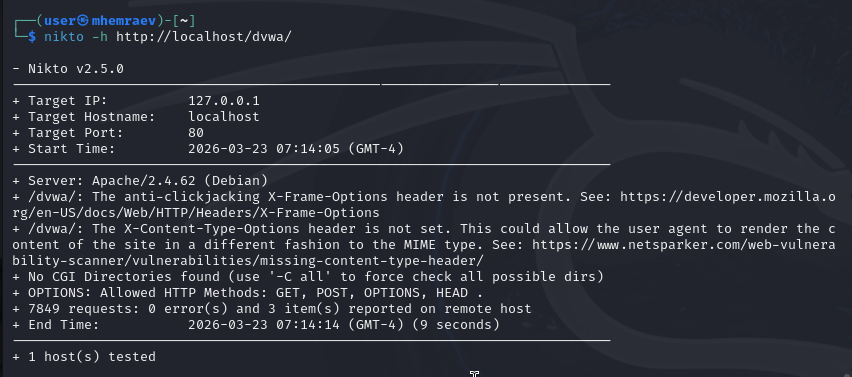 ┌──(user㉿mhemraev)-[~]
└─$ nikto -h http://localhost/dvwa/
- Nikto v2.5.0
---------------------------------------------------------------------------
+ Target IP:          127.0.0.1
+ Target Hostname:    localhost
+ Target Port:        80
+ Start Time:         2026-03-23 07:14:05 (GMT-4)
---------------------------------------------------------------------------
+ Server: Apache/2.4.62 (Debian)
+ /dvwa/: The anti-clickjacking X-Frame-Options header is not present. See: https://developer.mozilla.o
rg/en-US/docs/Web/HTTP/Headers/X-Frame-Options
+ /dvwa/: The X-Content-Type-Options header is not set. This could allow the user agent to render the c
ontent of the site in a different fashion to the MIME type. See: https://www.netsparker.com/web-vulnera
bility-scanner/vulnerabilities/missing-content-type-header/
+ No CGI Directories found (use '-C all' to force check all possible dirs)
+ OPTIONS: Allowed HTTP Methods: GET, POST, OPTIONS, HEAD .
+ 7849 requests: 0 error(s) and 3 item(s) reported on remote host
+ End Time:           2026-03-23 07:14:14 (GMT-4) (9 seconds)
---------------------------------------------------------------------------
+ 1 host(s) tested